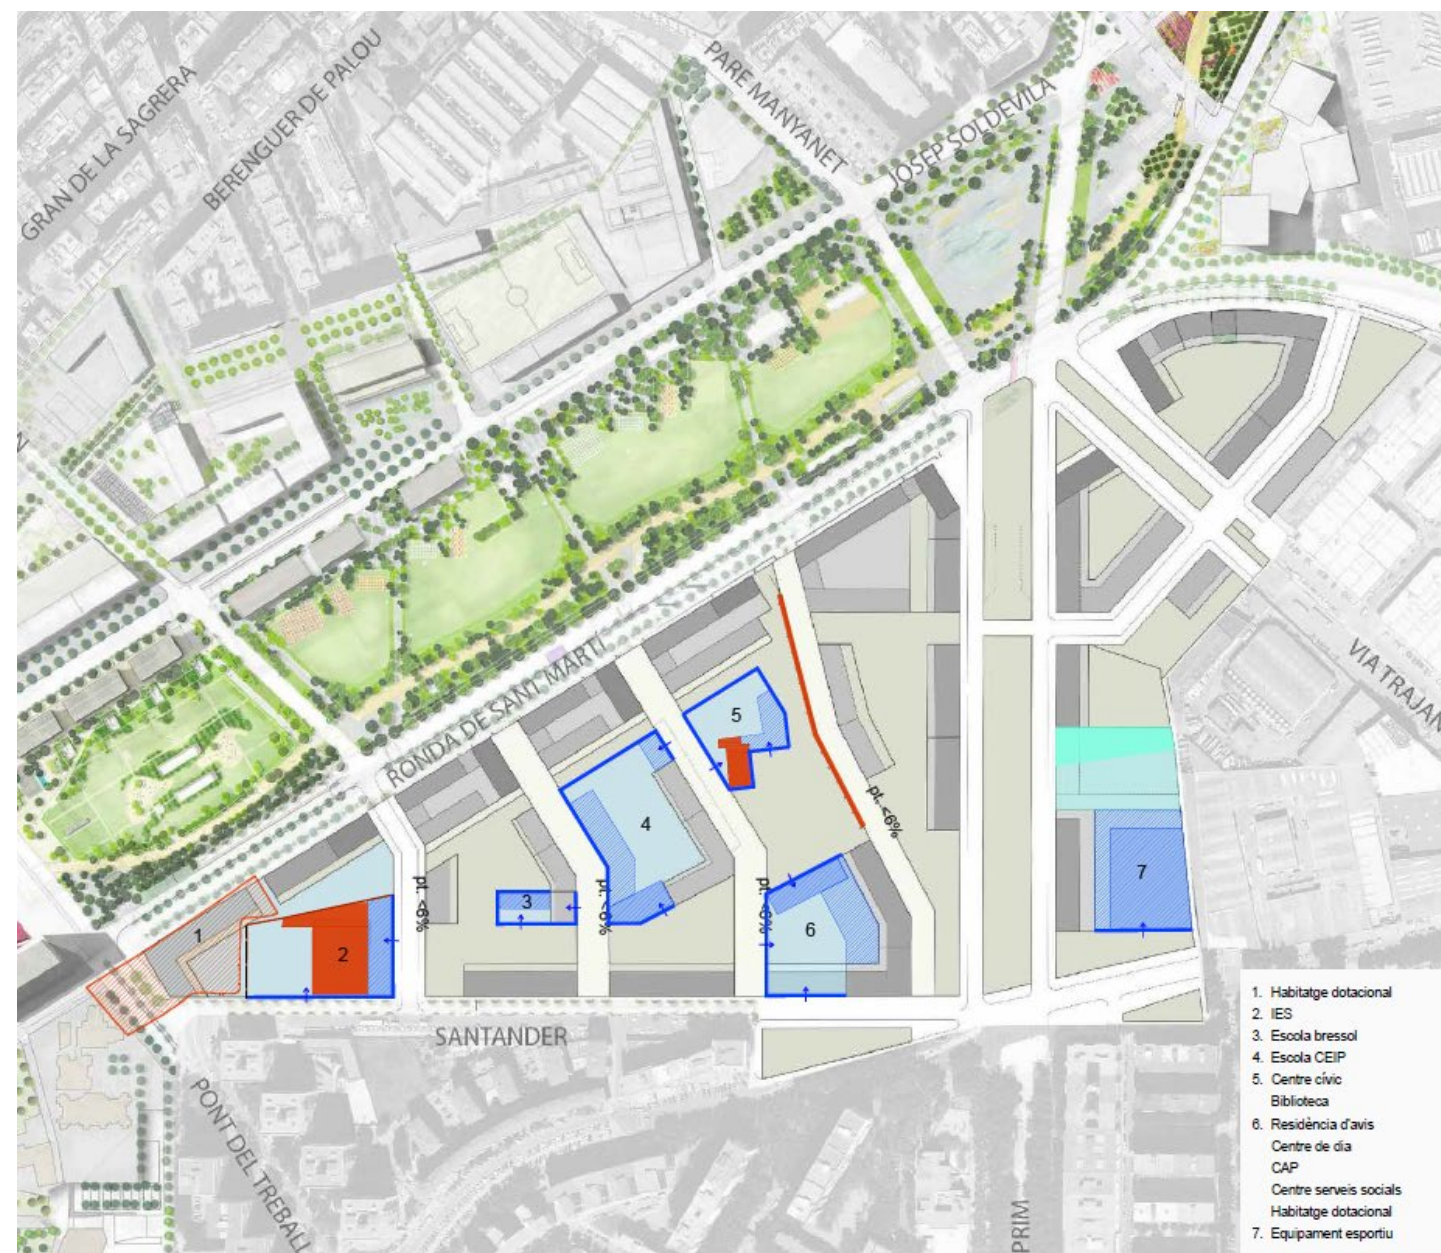 GRAN DE LA SAGRERA
BERENGUER DE PALOU
PARE MANYANET
JOSEP SOLDEVILA
RONDA DE SANT MARTÍ
VIA TRAJAN
5
pt. <6%
4
7
3
pt. <6%
pt. <6%
pt. <6%
6
1
2
SANTANDER
PONT DEL TREBALL
PRIM
1. Habitatge dotacional
2. IES
3. Escola bressol
4. Escola CEIP
5. Centre cívic
Biblioteca
6. Residència d'avis
Centre de dia
CAP
Centre serveis socials
Habitatge dotacional
7. Equipament esportiu